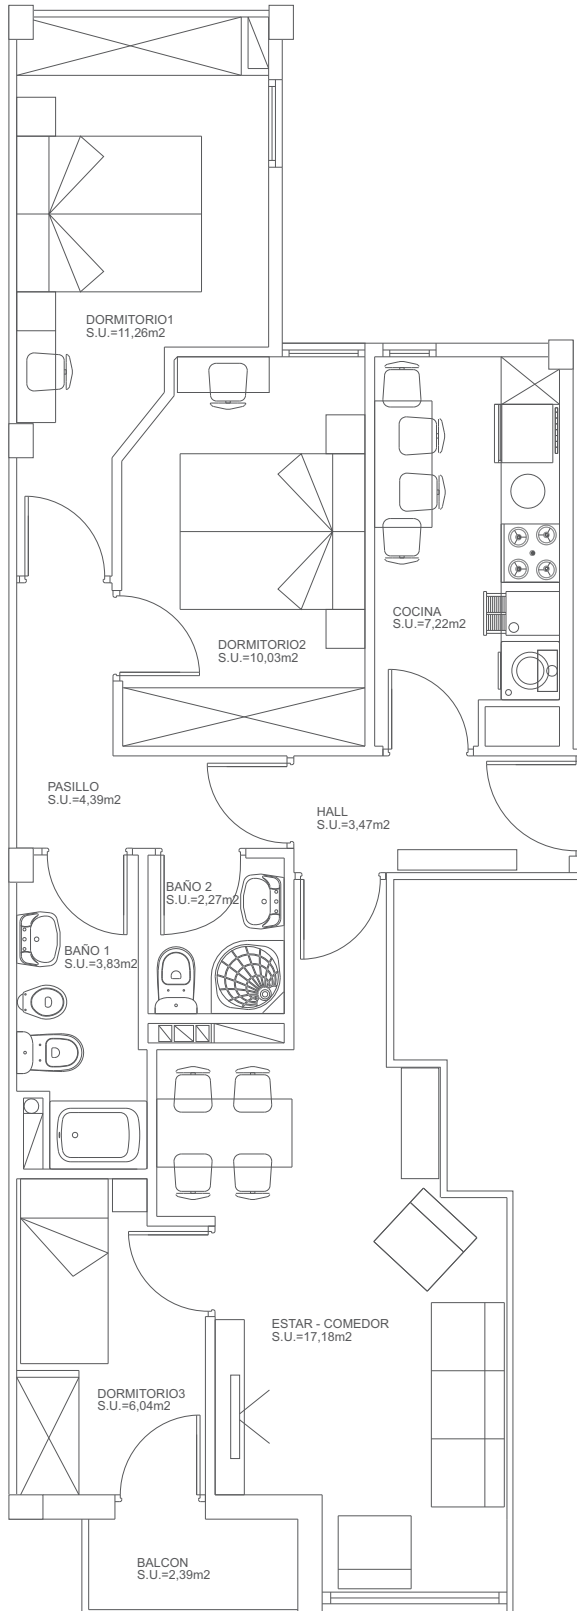 DORMITORIO1
S.U.=11,26m2
COCINA
S.U.=7,22m2
DORMITORIO2
S.U.=10,03m2
PASILLO
S.U.=4,39m2
HALL
S.U.=3,47m2
BAÑO 2
S.U.=2,27m2
BAÑO 1
S.U.=3,83m2
ESTAR - COMEDOR
S.U.=17,18m2
DORMITORIO3
S.U.=6,04m2
BALCON
S.U.=2,39m2